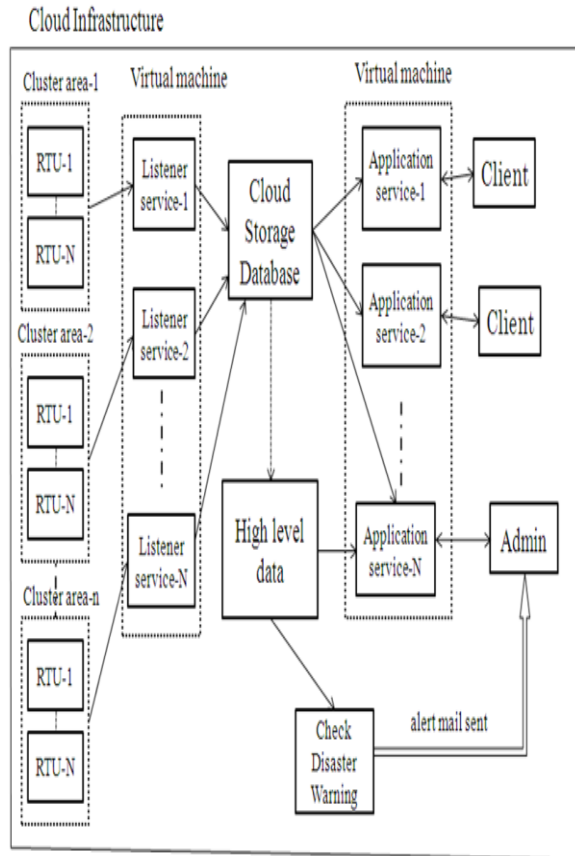 Cloud Infrastructure
Cluster area-1
Virtual machine
Virtual machine
RTU-1
RTU-N
Listener
service-1
Cloud
Storage
Database
Application
service-1
Client
Cluster area-2
RTU-1
RTU-N
Listener
service-2
Application
service-2
Client
Cluster area-n
RTU-1
RTU-N
Listener
service-N
High level
data
Application
service-N
Admin
Check
Disaster
Warning
alert mail sent